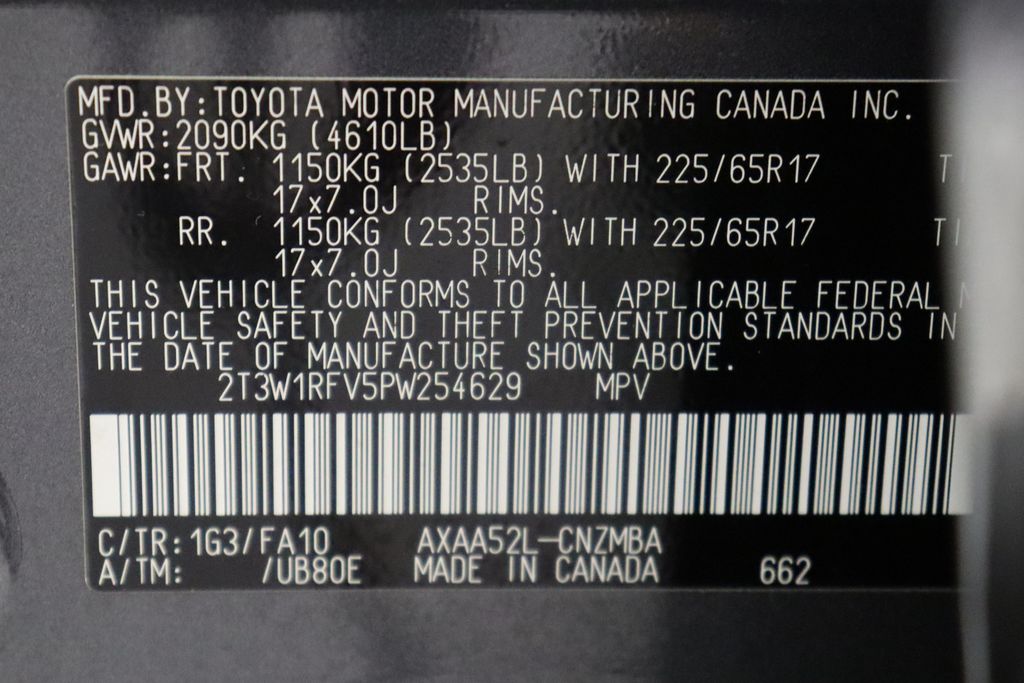 MFD.BY:TOYOTA MOTOR MANUFACTURING CANADA INC.
GVWR:2090KG (4610LB)
GAWR:FRT. 1150KG (2535LB) WITH 225/65R17
17x7.0J RIMS.
RR. 1150KG (2535LB) WITH 225/65R17
17x7.0J RIMS.
THIS VEHICLE CONFORMS TO ALL APPLICABLE FEDERAL
VEHICLE SAFETY AND THEFT PREVENTION STANDARDS IN
THE DATE OF MANUFACTURE SHOWN ABOVE.
2T3W1RFV5PW254629 MPV
C/TR:1G3/FA10 AXAA52L-CNZMBA
A/TM: /UB80E MADE IN CANADA 662